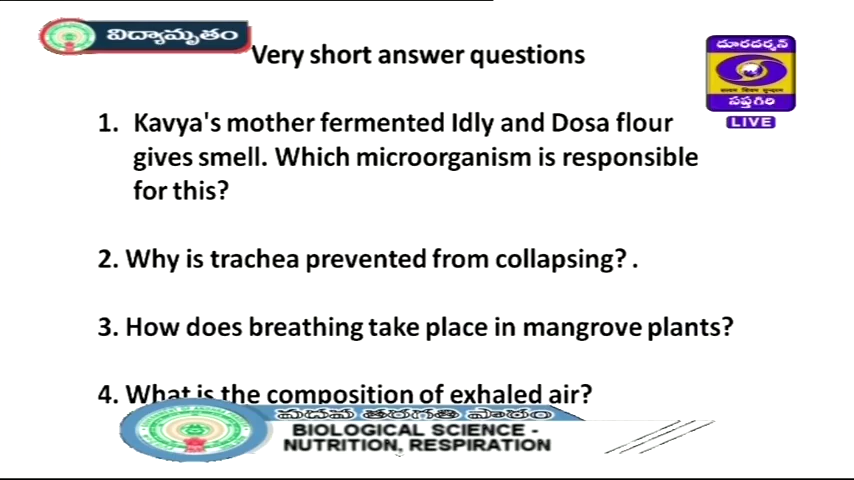 విద్యామృతం
Very short answer questions
దూరదర్శన్
సప్తగిరి
LIVE
1. Kavya's mother fermented Idly and Dosa flour
gives smell. Which microorganism is responsible
for this?
2. Why is trachea prevented from collapsing? .
3. How does breathing take place in mangrove plants?
4. What is the composition of exhaled air?
పదవ తరగతి పాఠం
BIOLOGICAL SCIENCE -
NUTRITION, RESPIRATION